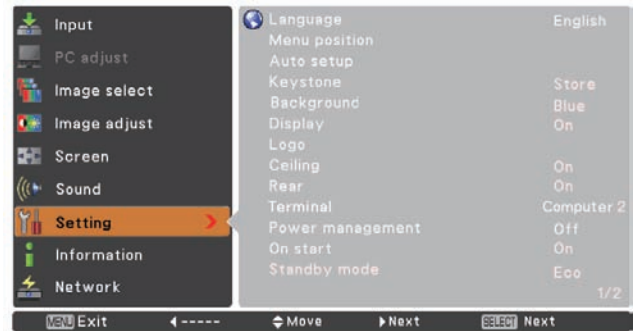 Input
PC adjust
Image select
Image adjust
Screen
Sound
Setting
Information
Network
Language English
Menu position
Auto setup
Keystone Store
Background Blue
Display On
Logo
Ceiling On
Rear On
Terminal Computer 2
Power management Off
On start On
Standby mode Eco
1/2
MENU Exit ----- Move Next SELECT Next